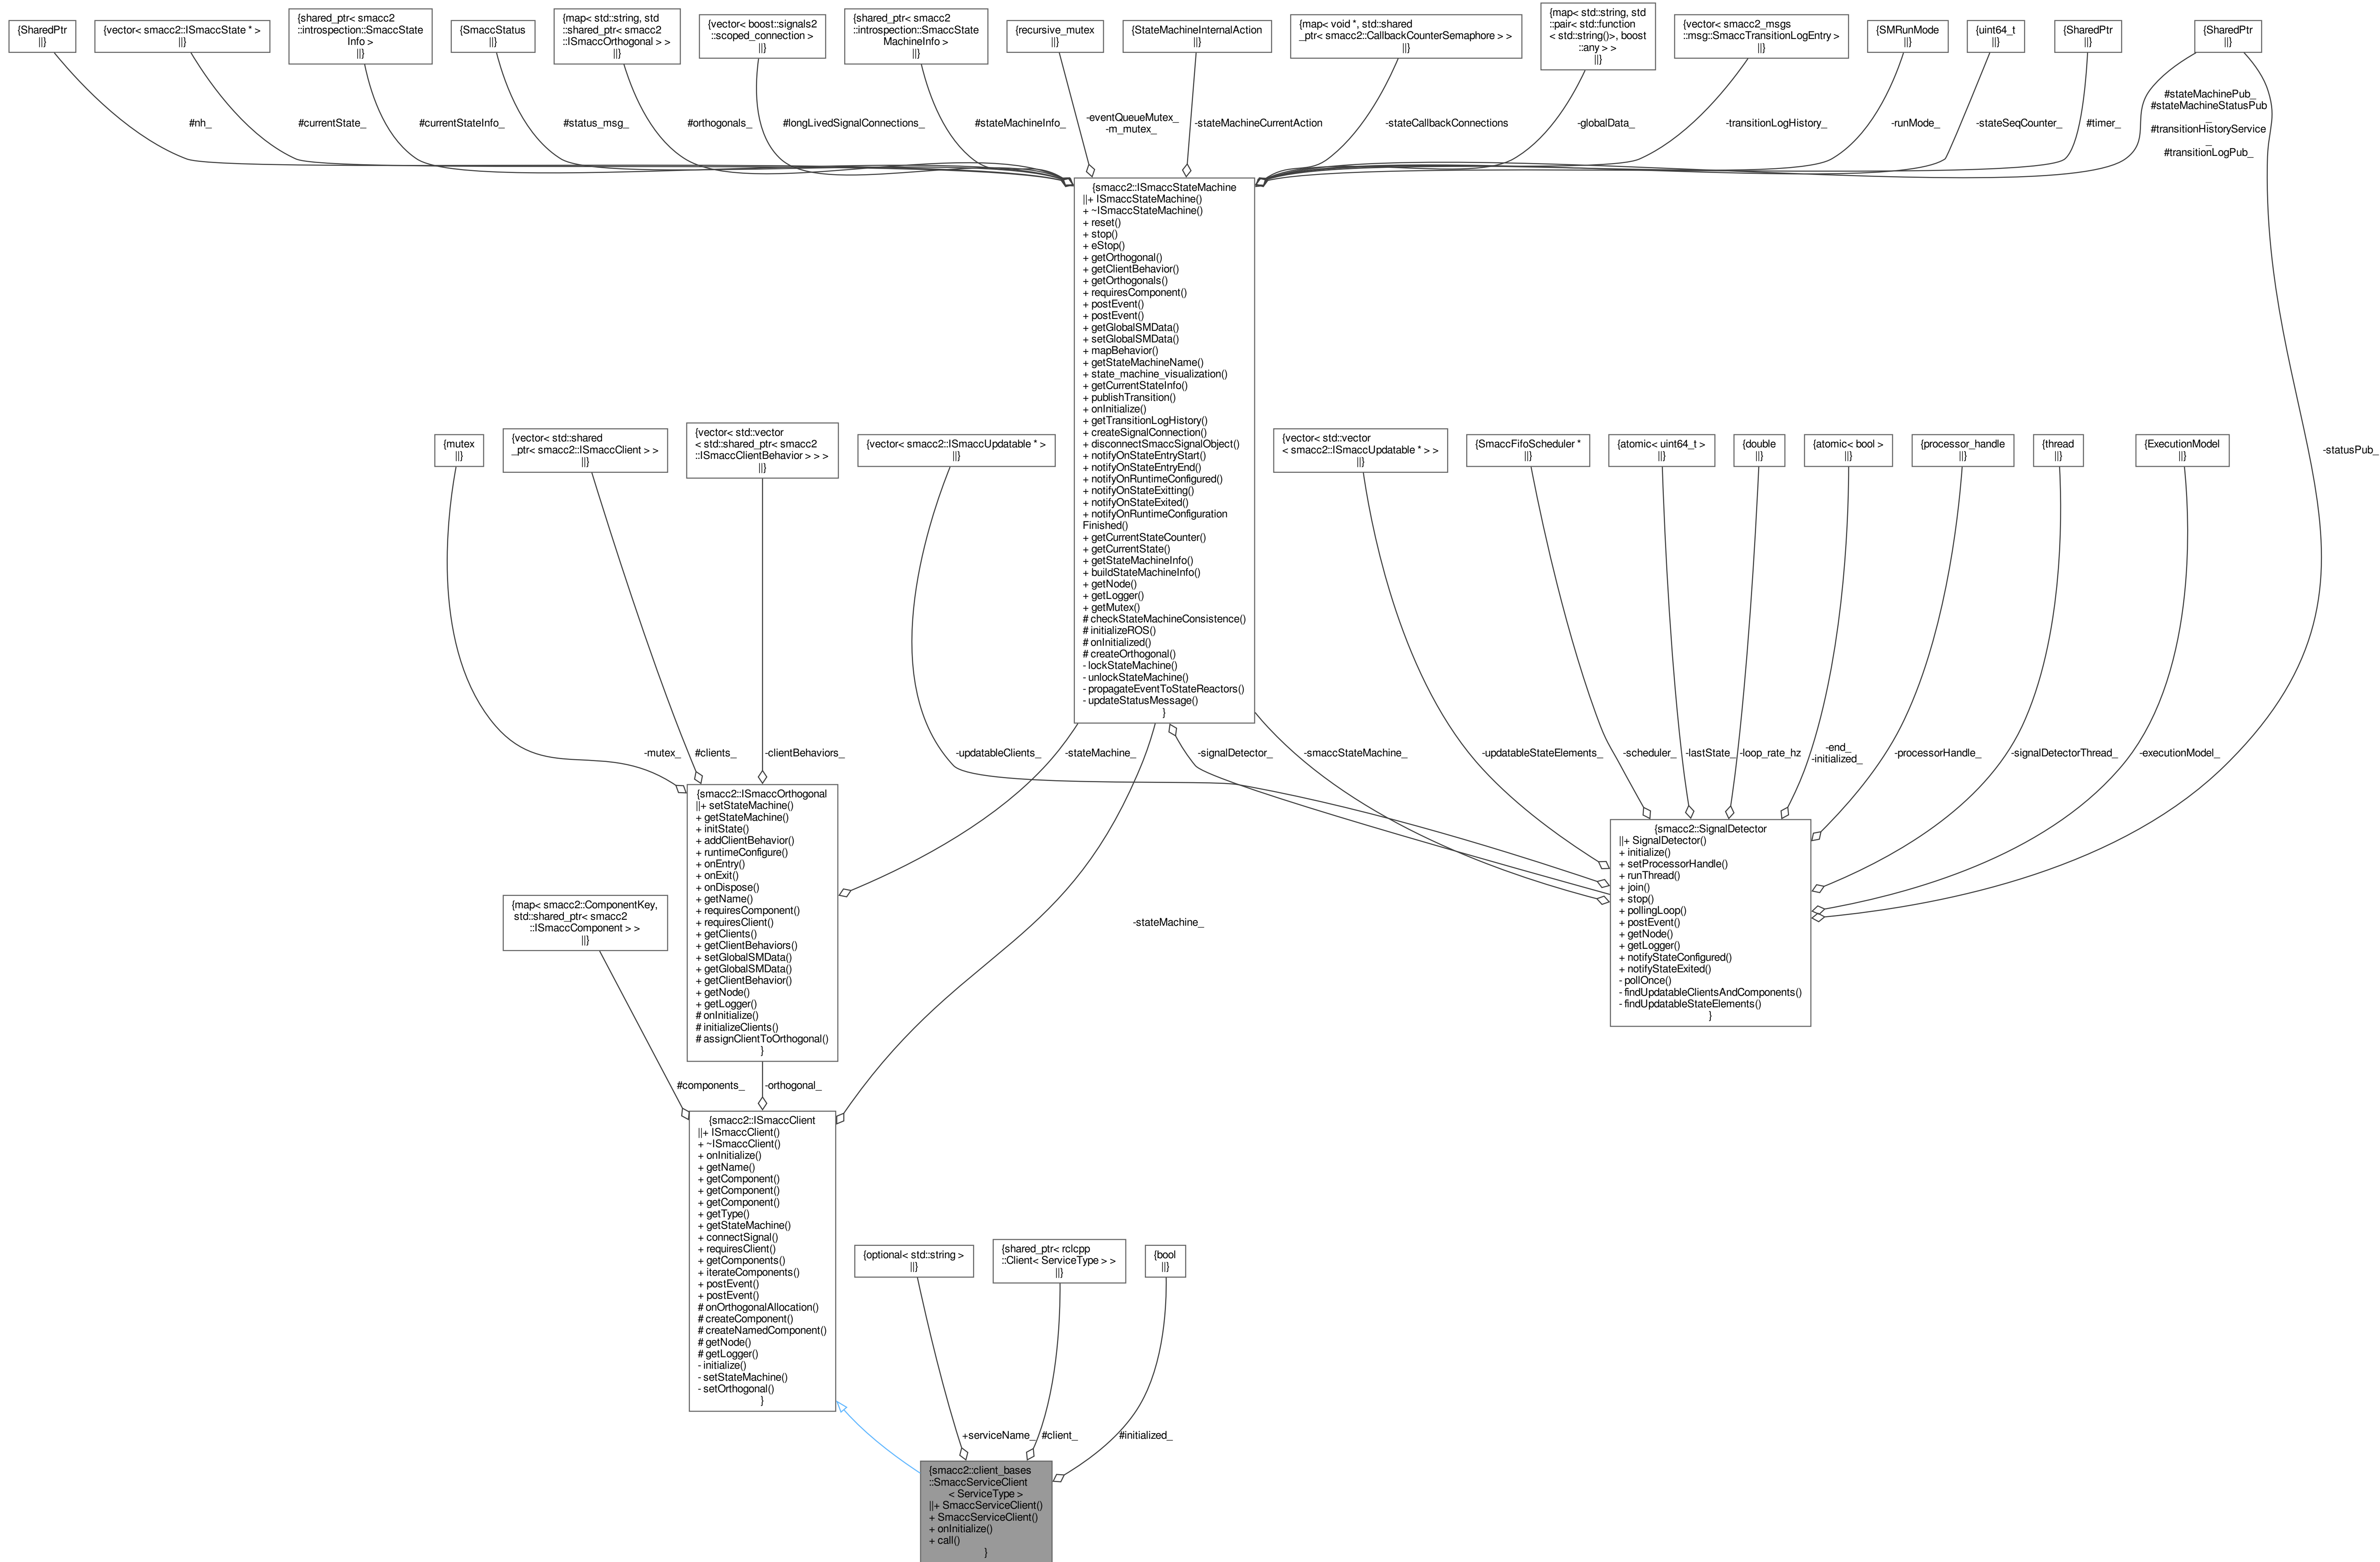 {SharedPtr
||}
{vector< smacc2::ISmaccState * >
||}
{shared_ptr< smacc2
::introspection::SmaccState
Info >
||}
{SmaccStatus
||}
{map< std::string, std
::shared_ptr< smacc2
::ISmaccOrthogonal > >
||}
{vector< boost::signals2
::scoped_connection >
||}
{shared_ptr< smacc2
::introspection::SmaccState
MachineInfo >
||}
{recursive_mutex
||}
{StateMachineInternalAction
||}
{map< void *, std::shared
_ptr< smacc2::CallbackCounterSemaphore > >
||}
{map< std::string, std
::pair< std::function
< std::string()>, boost
::any > >
||}
{vector< smacc2_msgs
::msg::SmaccTransitionLogEntry >
||}
{SMRunMode
||}
{uint64_t
||}
{SharedPtr
||}
{SharedPtr
||}
#nh_
#currentState_
#currentStateInfo_
#status_msg_
#orthogonals_
#longLivedSignalConnections_
#stateMachineInfo_
-eventQueueMutex_
-m_mutex_
-stateMachineCurrentAction
-stateCallbackConnections
-globalData_
-transitionLogHistory_
-runMode_
-stateSeqCounter_
#timer_
#stateMachinePub_
#stateMachineStatusPub
_
#transitionHistoryService
_
#transitionLogPub_
{smacc2::ISmaccStateMachine
||+ ISmaccStateMachine()
+ ~ISmaccStateMachine()
+ reset()
+ stop()
+ eStop()
+ getOrthogonal()
+ getClientBehavior()
+ getOrthogonals()
+ requiresComponent()
+ postEvent()
+ postEvent()
+ getGlobalSMData()
+ setGlobalSMData()
+ mapBehavior()
+ getStateMachineName()
+ state_machine_visualization()
+ getCurrentStateInfo()
+ publishTransition()
+ onInitialize()
+ getTransitionLogHistory()
+ createSignalConnection()
+ disconnectSmaccSignalObject()
+ notifyOnStateEntryStart()
+ notifyOnStateEntryEnd()
+ notifyOnRuntimeConfigured()
+ notifyOnStateExitting()
+ notifyOnStateExited()
+ notifyOnRuntimeConfiguration
Finished()
+ getCurrentStateCounter()
+ getCurrentState()
+ getStateMachineInfo()
+ buildStateMachineInfo()
+ getNode()
+ getLogger()
+ getMutex()
# checkStateMachineConsistence()
# initializeROS()
# onInitialized()
# createOrthogonal()
- lockStateMachine()
- unlockStateMachine()
- propagateEventToStateReactors()
- updateStatusMessage()
}
{mutex
||}
{vector< std::shared
_ptr< smacc2::ISmaccClient > >
||}
{vector< std::vector
< std::shared_ptr< smacc2
::ISmaccClientBehavior > > >
||}
{vector< smacc2::ISmaccUpdatable * >
||}
{vector< std::vector
< smacc2::ISmaccUpdatable * > >
||}
{SmaccFifoScheduler *
||}
{atomic< uint64_t >
||}
{double
||}
{atomic< bool >
||}
{processor_handle
||}
{thread
||}
{ExecutionModel
||}
-statusPub_
-mutex_
#clients_
-clientBehaviors_
-updatableClients_
-stateMachine_
-signalDetector_
-smaccStateMachine_
-updatableStateElements_
-scheduler_
-lastState_
-loop_rate_hz
-end_
-initialized_
-processorHandle_
-signalDetectorThread_
-executionModel_
{smacc2::ISmaccOrthogonal
||+ setStateMachine()
+ getStateMachine()
+ initState()
+ addClientBehavior()
+ runtimeConfigure()
+ onEntry()
+ onExit()
+ onDispose()
+ getName()
+ requiresComponent()
+ requiresClient()
+ getClients()
+ getClientBehaviors()
+ setGlobalSMData()
+ getGlobalSMData()
+ getClientBehavior()
+ getNode()
+ getLogger()
# onInitialize()
# initializeClients()
# assignClientToOrthogonal()
}
{smacc2::SignalDetector
||+ SignalDetector()
+ initialize()
+ setProcessorHandle()
+ runThread()
+ join()
+ stop()
+ pollingLoop()
+ postEvent()
+ getNode()
+ getLogger()
+ notifyStateConfigured()
+ notifyStateExited()
- pollOnce()
- findUpdatableClientsAndComponents()
- findUpdatableStateElements()
}
{map< smacc2::ComponentKey,
std::shared_ptr< smacc2
::ISmaccComponent > >
||}
-stateMachine_
#components_
-orthogonal_
{smacc2::ISmaccClient
||+ ISmaccClient()
+ ~ISmaccClient()
+ onInitialize()
+ getName()
+ getComponent()
+ getComponent()
+ getComponent()
+ getType()
+ getStateMachine()
+ connectSignal()
+ requiresClient()
+ getComponents()
+ iterateComponents()
+ postEvent()
+ postEvent()
# onOrthogonalAllocation()
# createComponent()
# createNamedComponent()
# getNode()
# getLogger()
- initialize()
- setStateMachine()
- setOrthogonal()
}
{optional< std::string >
||}
{shared_ptr< rclcpp
::Client< ServiceType > >
||}
{bool
||}
+serviceName_
#client_
#initialized_
{smacc2::client_bases
::SmaccServiceClient
< ServiceType >
||+ SmaccServiceClient()
+ SmaccServiceClient()
+ onInitialize()
+ call()
}